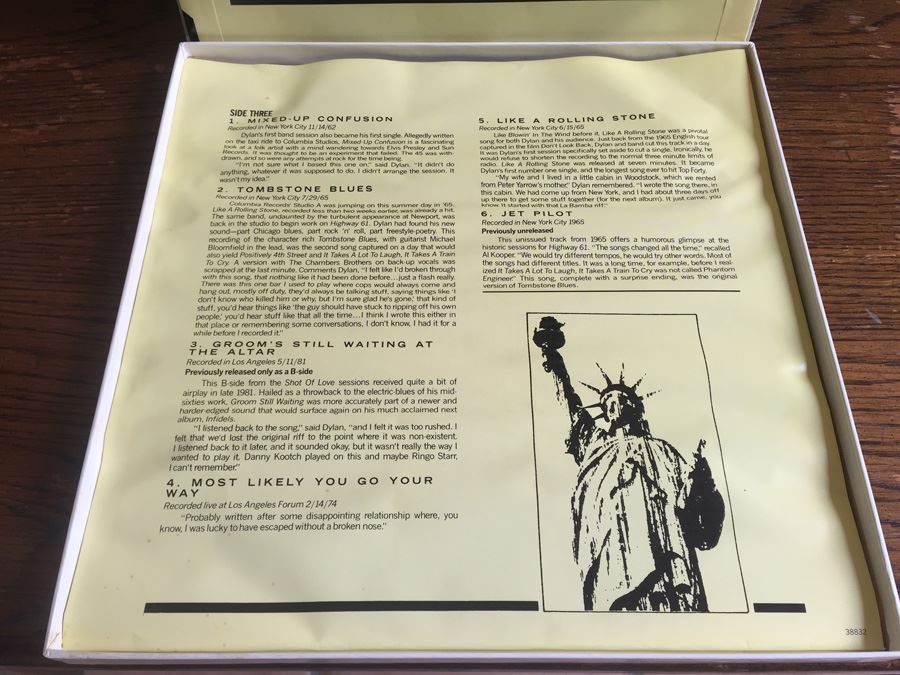 SIDE THREE
1. MIXED-UP CONFUSION
Recorded in New York City 11/14/62
Dylan's first band session also became his first single. Allegedly written
on the taxi ride to Columbia Studios, Mixed-Up Confusion is a fascinating
look at a folk artist with a mind wandering towards Elvis Presley and Sun
Records. It was thought to be an experiment that failed. The 45 was with-
drawn, and so were any attempts at rock for the time being.
"I'm not sure what I based this one on," said Dylan. "It didn't do
anything, whatever it was supposed to do. I didn't arrange the session. It
wasn't my idea."
2. TOMBSTONE BLUES
Recorded in New York City 7/29/65
Columbia Records' Studio A was jumping on this summer day in '65.
Like A Rolling Stone, recorded less than two weeks earlier, was already a hit.
The same band, undaunted by the turbulent appearance at Newport, was
back in the studio to begin work on Highway 61. Dylan had found his new
sound—part Chicago blues, part rock 'n' roll, part freestyle-poetry. This
recording of the character rich Tombstone Blues, with guitarist Michael
Bloomfield in the lead, was the second song captured on a day that would
also yield Positively 4th Street and It Takes A Lot To Laugh, It Takes A Train
To Cry. A version with The Chambers Brothers on back-up vocals was
scrapped at the last minute. Comments Dylan, "I felt like I'd broken through
with this song, that nothing like it had been done before...just a flash really.
There was this one bar I used to play where cops would always come and
hang out, mostly off duty, they'd always be talking stuff, saying things like 'I
don't know who killed him or why, but I'm sure glad he's gone,' that kind of
stuff, you'd hear things like 'the guy should have stuck to ripping off his own
people,' you'd hear stuff like that all the time...I think I wrote this either in
that place or remembering some conversations, I don't know, I had it for a
while before I recorded it."
3. GROOM'S STILL WAITING AT
THE ALTAR
Recorded in Los Angeles 5/11/81
Previously released only as a B-side
This B-side from the Shot Of Love sessions received quite a bit of
airplay in late 1981. Hailed as a throwback to the electric-blues of his mid-
sixties work, Groom Still Waiting was more accurately part of a newer and
harder-edged sound that would surface again on his much acclaimed next
album, Infidels.
"I listened back to the song," said Dylan, "and I felt it was too rushed. I
felt that we'd lost the original riff to the point where it was non-existent.
I listened back to it later, and it sounded okay, but it wasn't really the way I
wanted to play it. Danny Kootch played on this and maybe Ringo Starr,
I can't remember."
4. MOST LIKELY YOU GO YOUR
WAY
Recorded live at Los Angeles Forum 2/14/74
"Probably written after some disappointing relationship where, you
know, I was lucky to have escaped without a broken nose."
5. LIKE A ROLLING STONE
Recorded in New York City 6/15/65
Like Blowin' In The Wind before it, Like A Rolling Stone was a pivotal
song for both Dylan and his audience. Just back from the 1965 English tour
captured in the film Don't Look Back, Dylan and band cut this track in a day.
It was Dylan's first session specifically set aside to cut a single. Ironically, he
would refuse to shorten the recording to the normal three minute limits of
radio. Like A Rolling Stone was released at seven minutes. It became
Dylan's first number one single, and the longest song ever to hit Top Forty.
"My wife and I lived in a little cabin in Woodstock, which we rented
from Peter Yarrow's mother," Dylan remembered. "I wrote the song there, in
this cabin. We had come up from New York, and I had about three days off
up there to get some stuff together (for the next album). It just came, you
know. It started with that La Bamba riff."
6. JET PILOT
Recorded in New York City 1965
Previously unreleased
This unissued track from 1965 offers a humorous glimpse at the
historic sessions for Highway 61. "The songs changed all the time," recalled
Al Kooper. "We would try different tempos, he would try other words. Most of
the songs had different titles. It was a long time, for example, before I real-
ized It Takes A Lot To Laugh, It Takes A Train To Cry was not called Phantom
Engineer." This song, complete with a surprise ending, was the original
version of Tombstone Blues.
38832